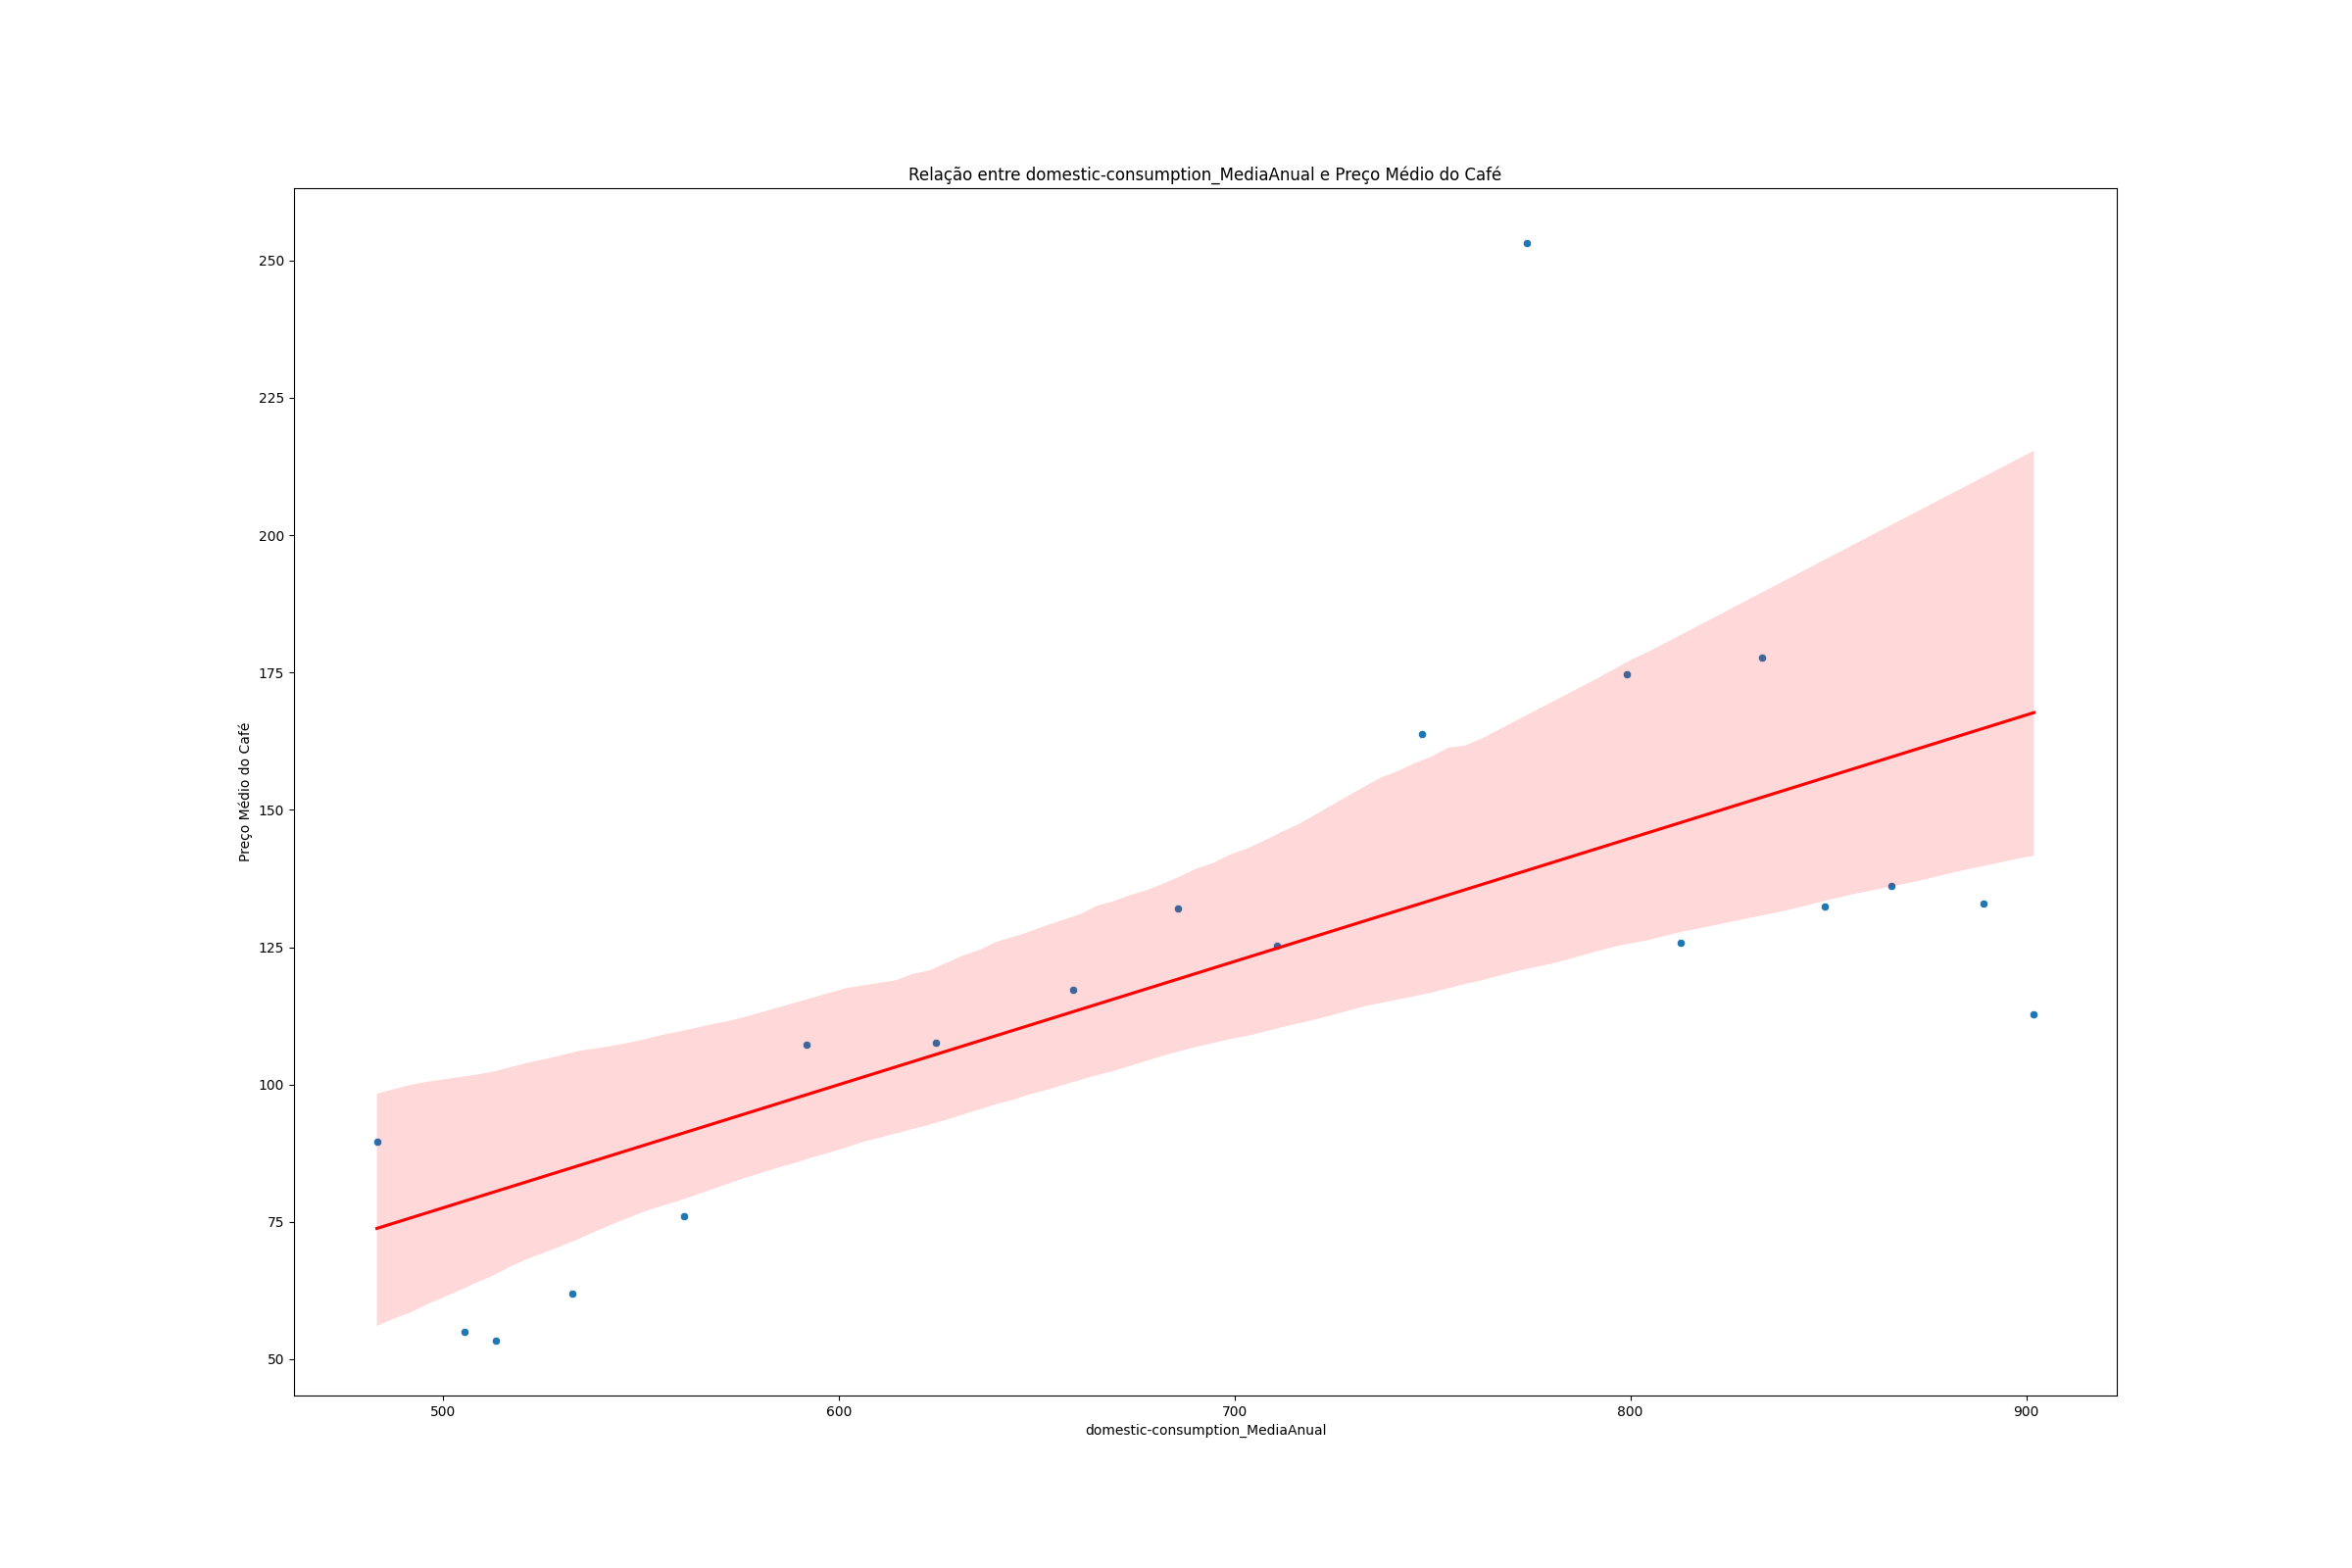 Relação entre domestic-consumption_MediaAnual e Preço Médio do Café
250
225
200
175
150
125
100
75
50
Preço Médio do Café
500 600 700 800 900
domestic-consumption_MediaAnual